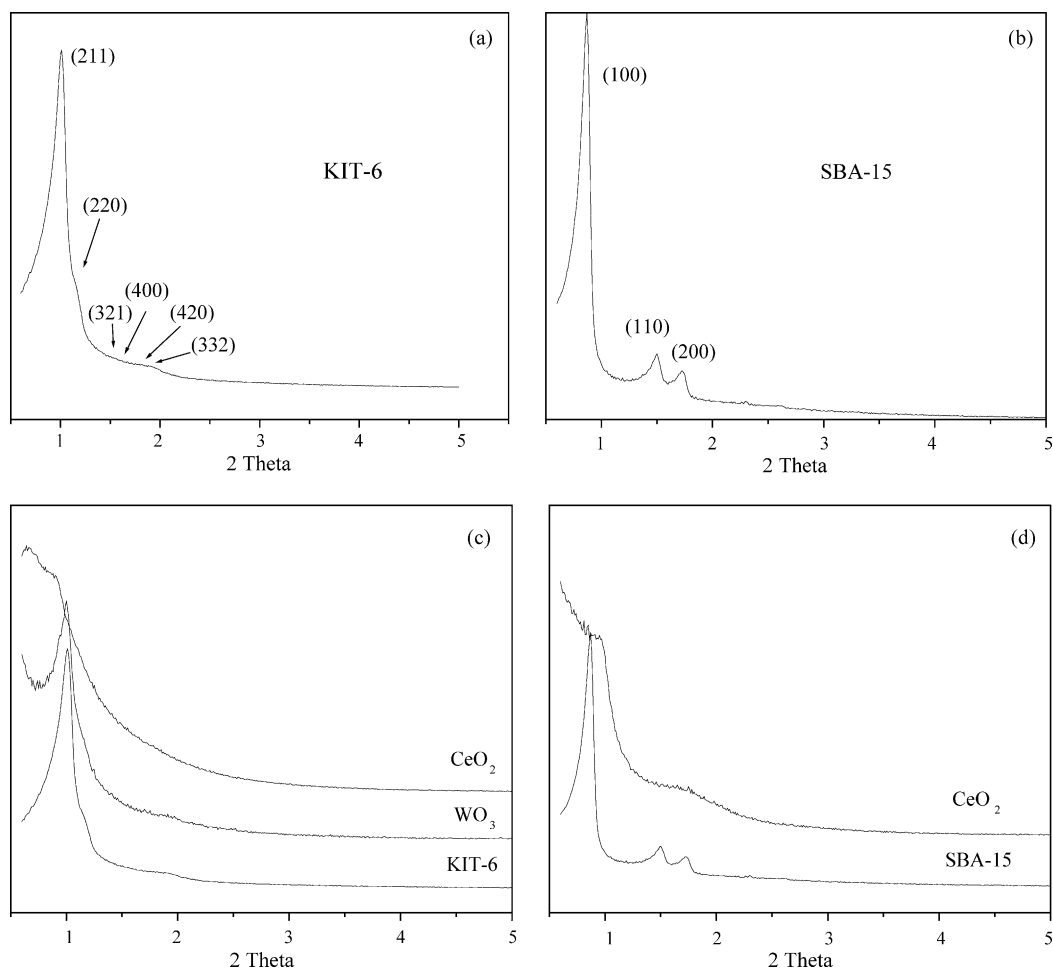 (a)
(211)
KIT-6
(220)
(400)
(321)
(420)
(332)
1 2 3 4 5
2 Theta
(b)
(100)
SBA-15
(110)
(200)
1 2 3 4 5
2 Theta
(c)
CeO2
WO3
KIT-6
1 2 3 4 5
2 Theta
(d)
CeO2
SBA-15
1 2 3 4 5
2 Theta